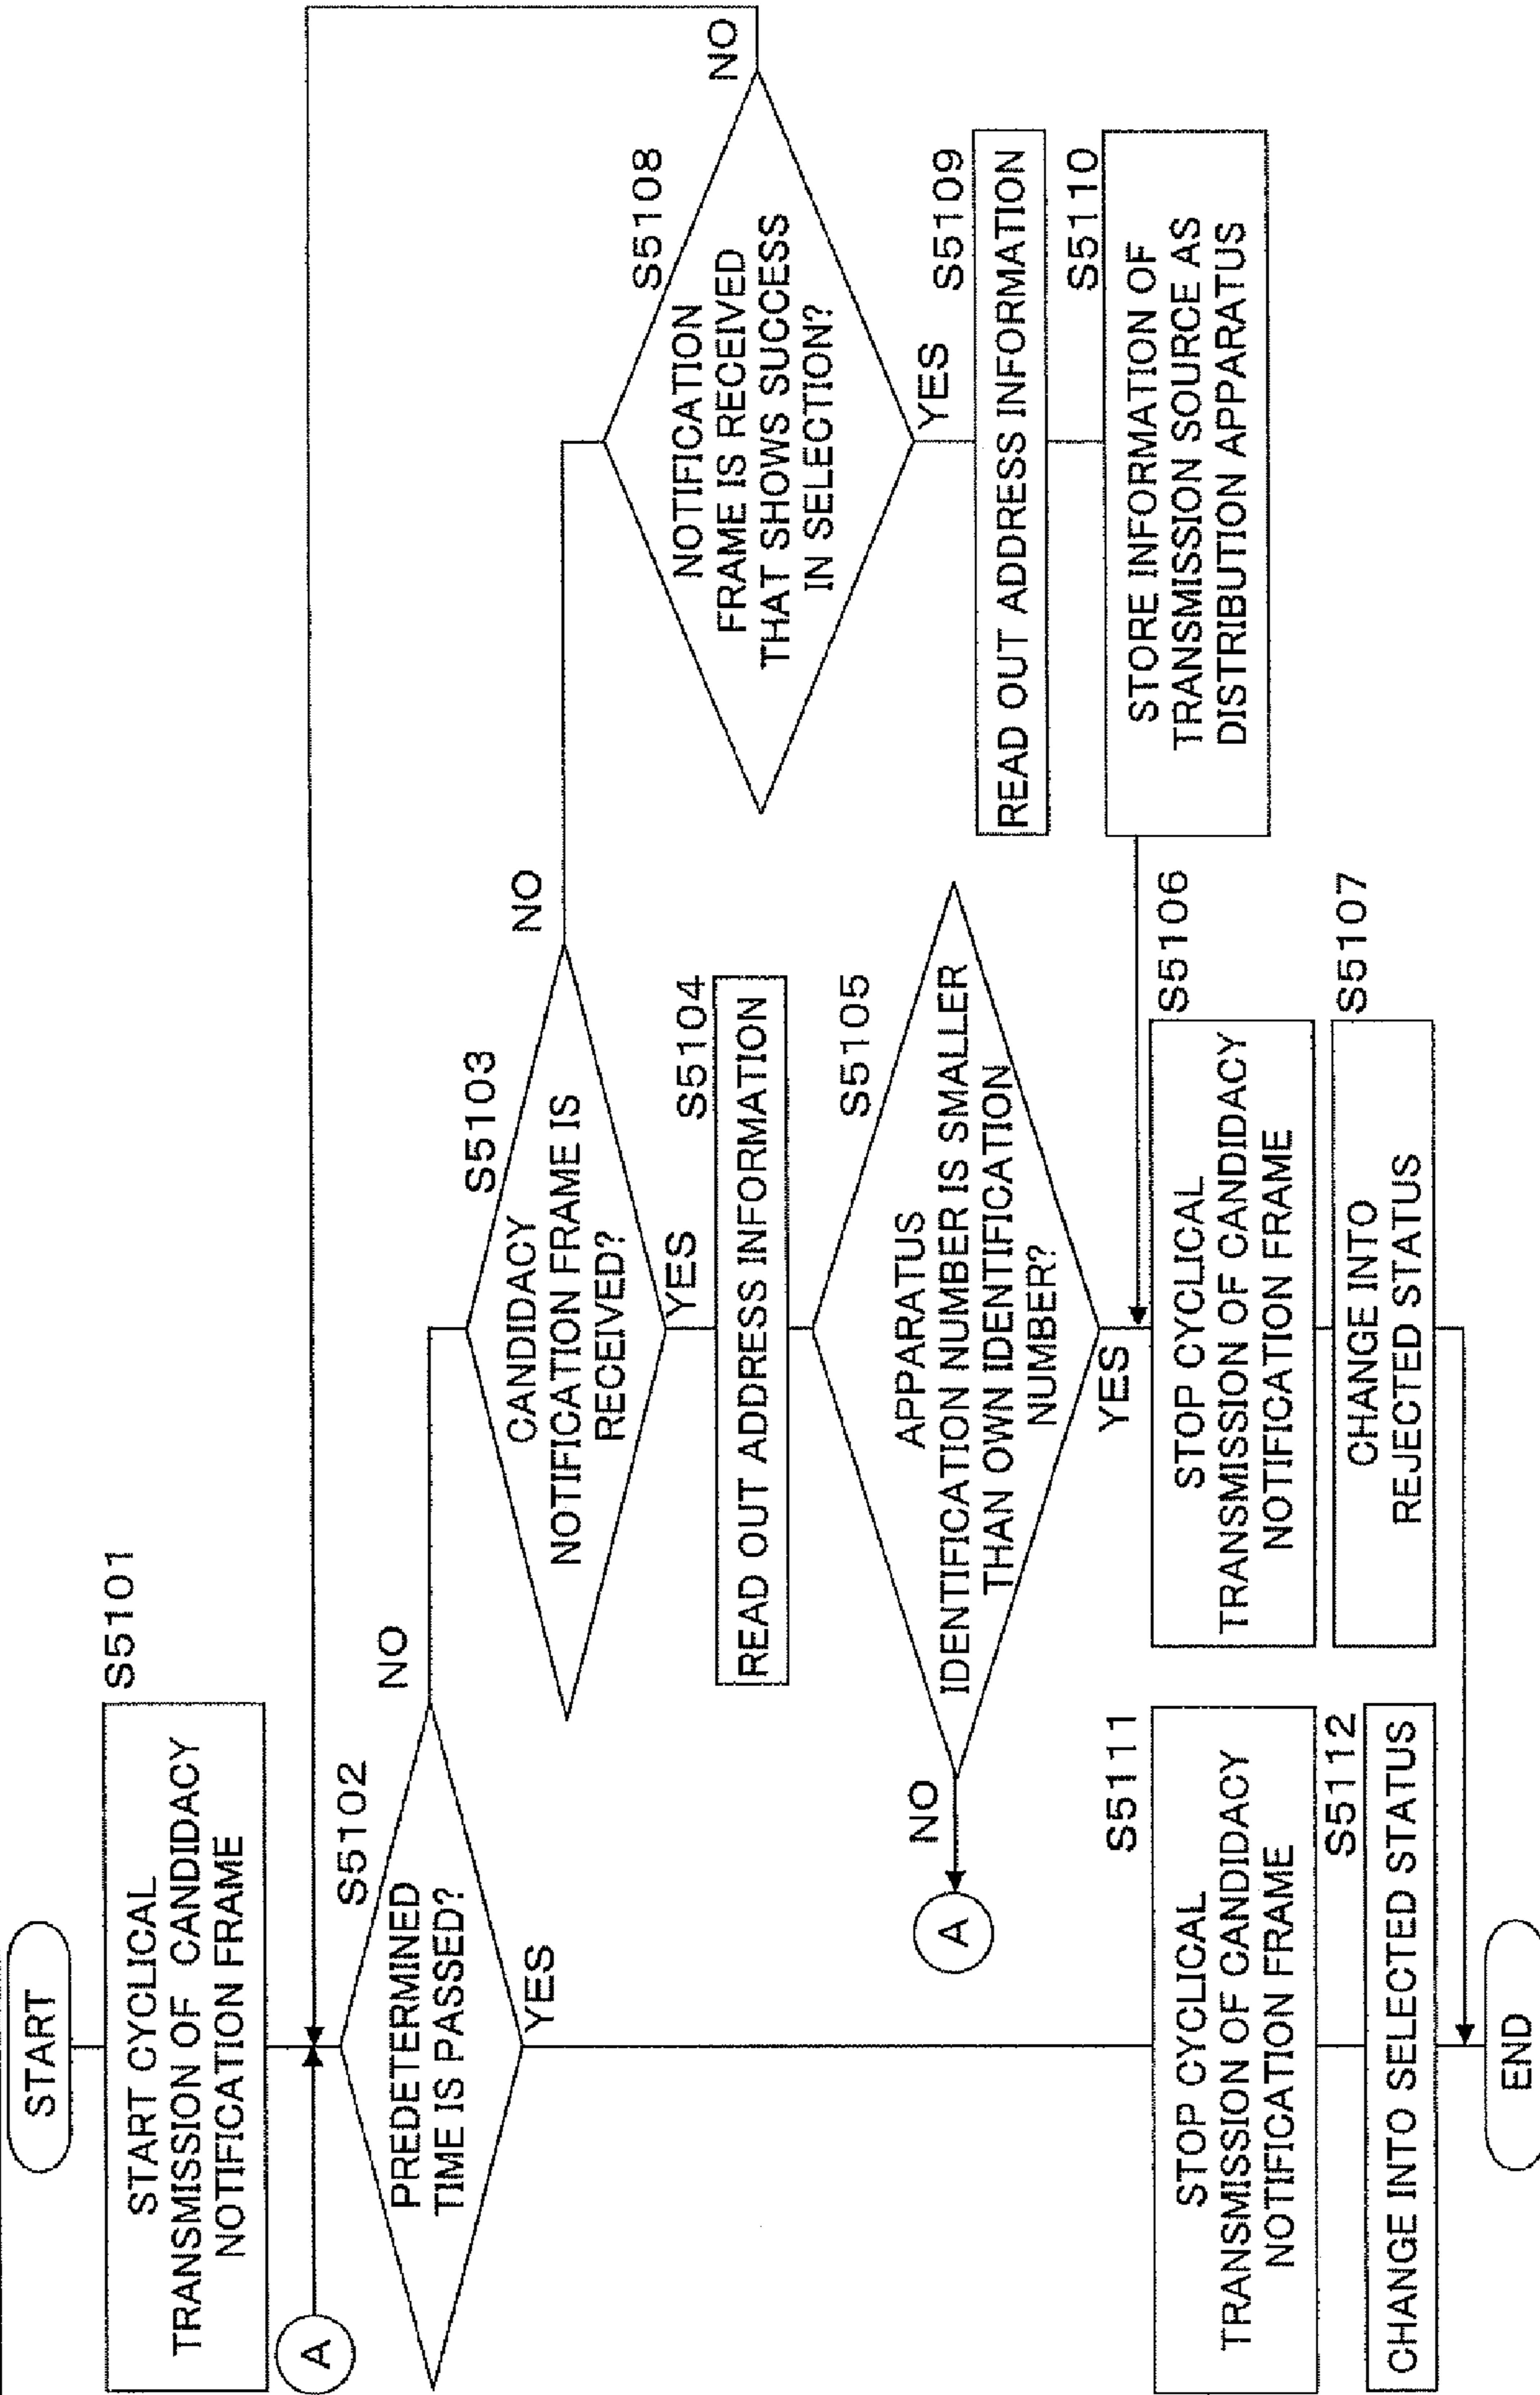 START
S5101
START CYCLICAL
TRANSMISSION OF CANDIDACY
NOTIFICATION FRAME
A
S5102
PREDETERMINED
TIME IS PASSED?
NO
YES
S5103
CANDIDACY
NOTIFICATION FRAME IS
RECEIVED?
NO
YES
S5104
READ OUT ADDRESS INFORMATION
S5105
APPARATUS
IDENTIFICATION NUMBER IS SMALLER
THAN OWN IDENTIFICATION
NUMBER?
NO
A
YES
S5106
STOP CYCLICAL
TRANSMISSION OF CANDIDACY
NOTIFICATION FRAME
S5107
CHANGE INTO
REJECTED STATUS
S5108
NOTIFICATION
FRAME IS RECEIVED
THAT SHOWS SUCCESS
IN SELECTION?
NO
YES
S5109
READ OUT ADDRESS INFORMATION
S5110
STORE INFORMATION OF
TRANSMISSION SOURCE AS
DISTRIBUTION APPARATUS
S5111
STOP CYCLICAL
TRANSMISSION OF CANDIDACY
NOTIFICATION FRAME
S5112
CHANGE INTO SELECTED STATUS
END